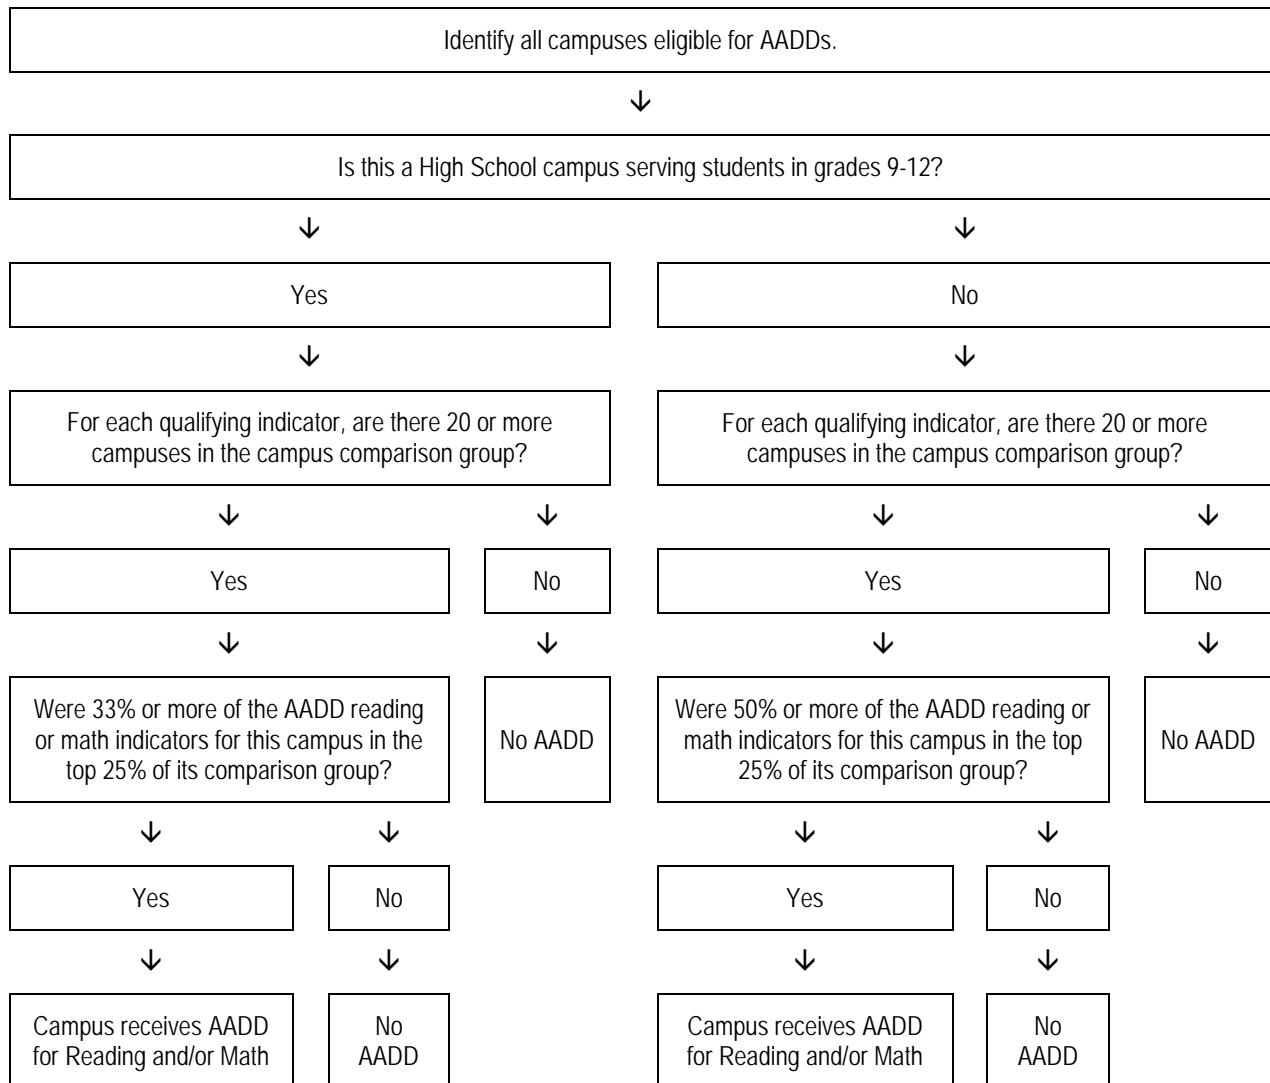 Identify all campuses eligible for AADDs.
Is this a High School campus serving students in grades 9-12?
Yes
No
For each qualifying indicator, are there 20 or more
campuses in the campus comparison group?
For each qualifying indicator, are there 20 or more
campuses in the campus comparison group?
Yes
No
Yes
No
Were 33% or more of the AADD reading
or math indicators for this campus in the
top 25% of its comparison group?
No AADD
Were 50% or more of the AADD reading or
math indicators for this campus in the top
25% of its comparison group?
No AADD
Yes
No
Yes
No
Campus receives AADD
for Reading and/or Math
No
AADD
Campus receives AADD
for Reading and/or Math
No
AADD